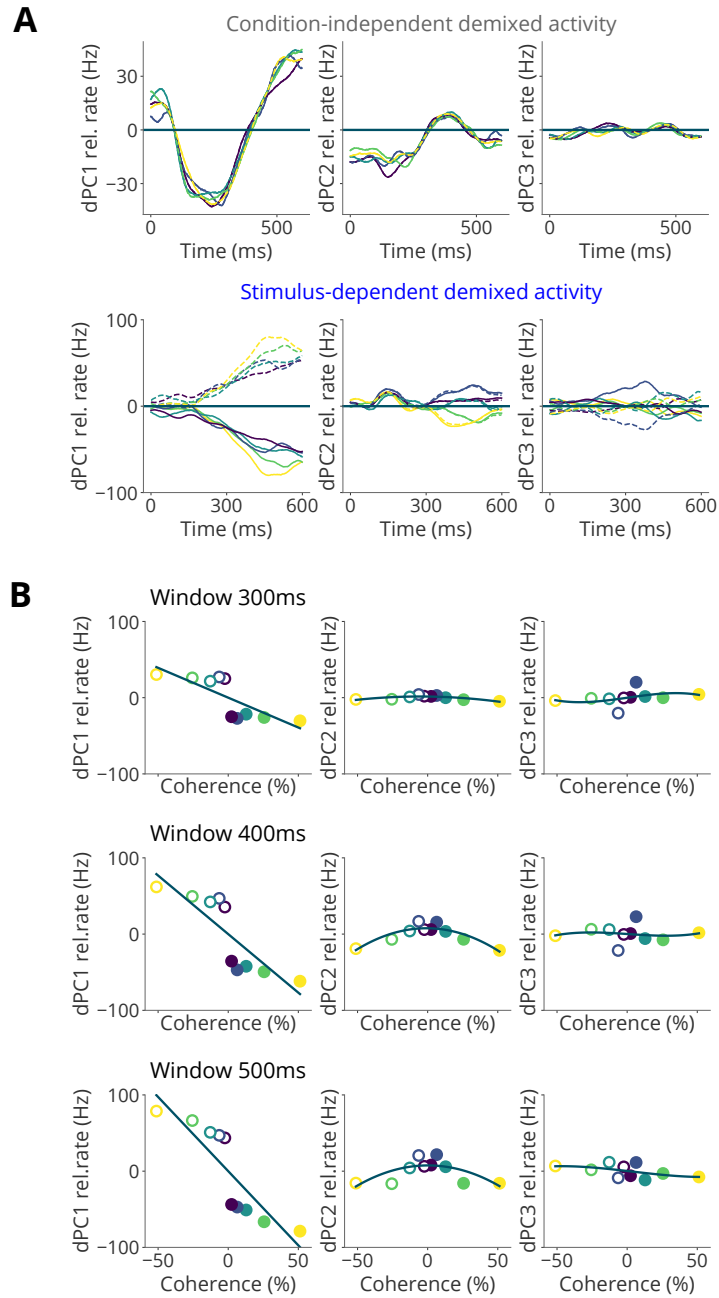 A
Condition-independent demixed activity
dPC1 rel. rate (Hz)
30
0
−30
0
500
Time (ms)
dPC2 rel. rate (Hz)
0
500
Time (ms)
dPC3 rel. rate (Hz)
0
500
Time (ms)
Stimulus-dependent demixed activity
dPC1 rel. rate (Hz)
100
0
−100
0
300
600
Time (ms)
dPC2 rel. rate (Hz)
0
300
600
Time (ms)
dPC3 rel. rate (Hz)
0
300
600
Time (ms)
B
Window 300ms
dPC1 rel.rate (Hz)
100
0
−100
Coherence (%)
dPC2 rel.rate (Hz)
Coherence (%)
dPC3 rel.rate (Hz)
Coherence (%)
Window 400ms
dPC1 rel.rate (Hz)
100
0
−100
Coherence (%)
dPC2 rel.rate (Hz)
Coherence (%)
dPC3 rel.rate (Hz)
Coherence (%)
Window 500ms
dPC1 rel.rate (Hz)
100
0
−100
−50
0
50
Coherence (%)
dPC2 rel.rate (Hz)
−50
0
50
Coherence (%)
dPC3 rel.rate (Hz)
−50
0
50
Coherence (%)